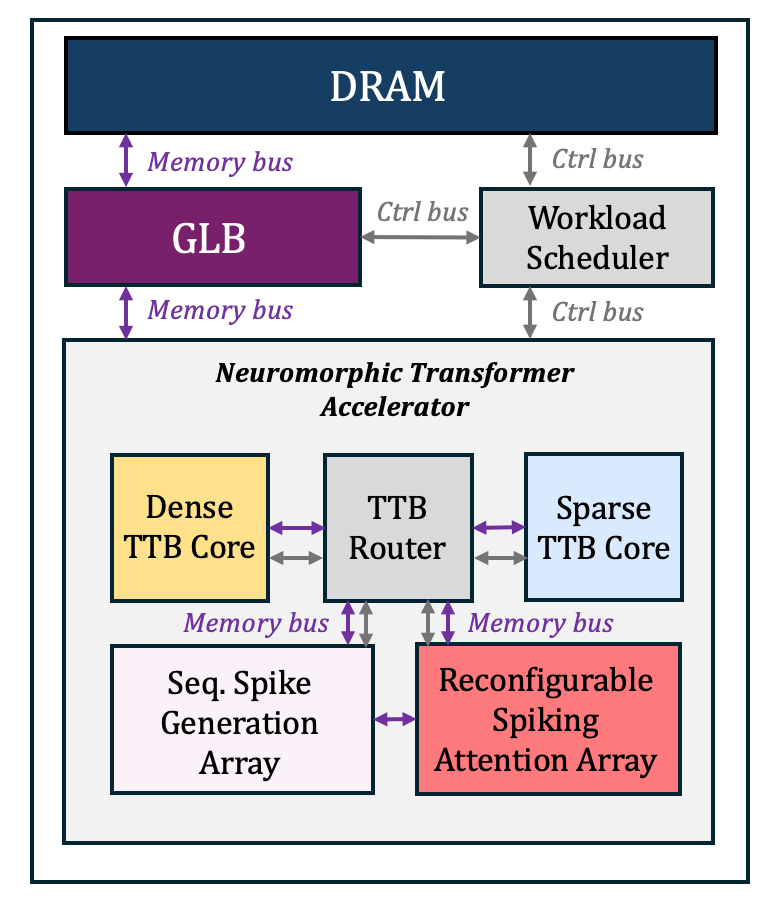 DRAM
Memory bus
Ctrl bus
GLB
Ctrl bus
Workload
Scheduler
Memory bus
Ctrl bus
Neuromorphic Transformer
Accelerator
Dense
TTB Core
TTB
Router
Sparse
TTB Core
Memory bus
Memory bus
Seq. Spike
Generation
Array
Reconfigurable
Spiking
Attention Array